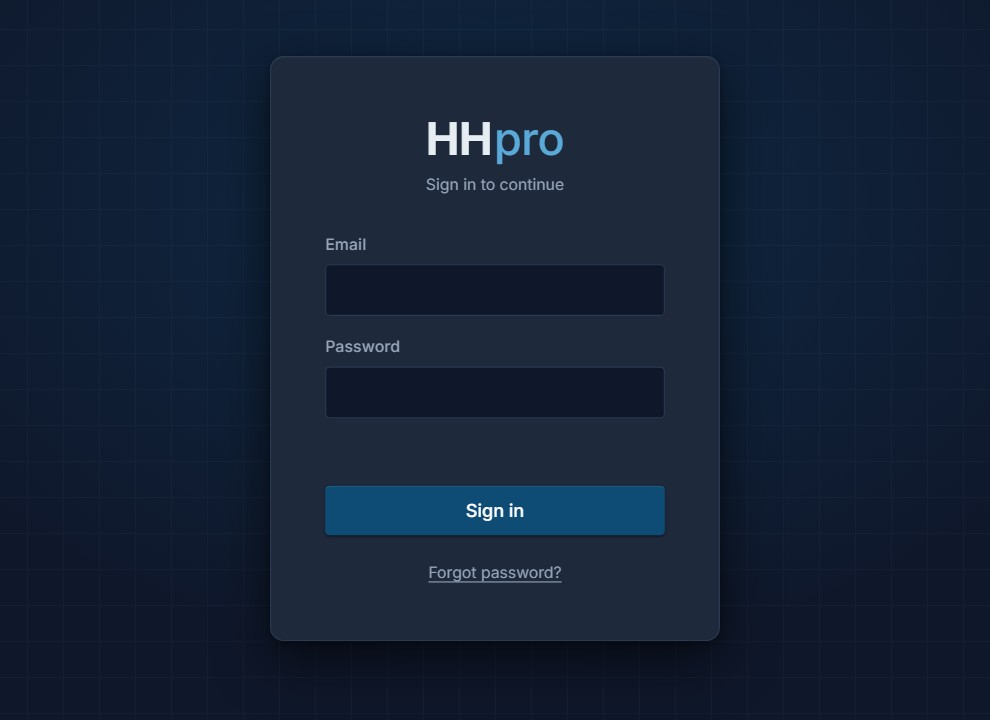 HHpro
Sign in to continue
Email
Password
Sign in
Forgot password?